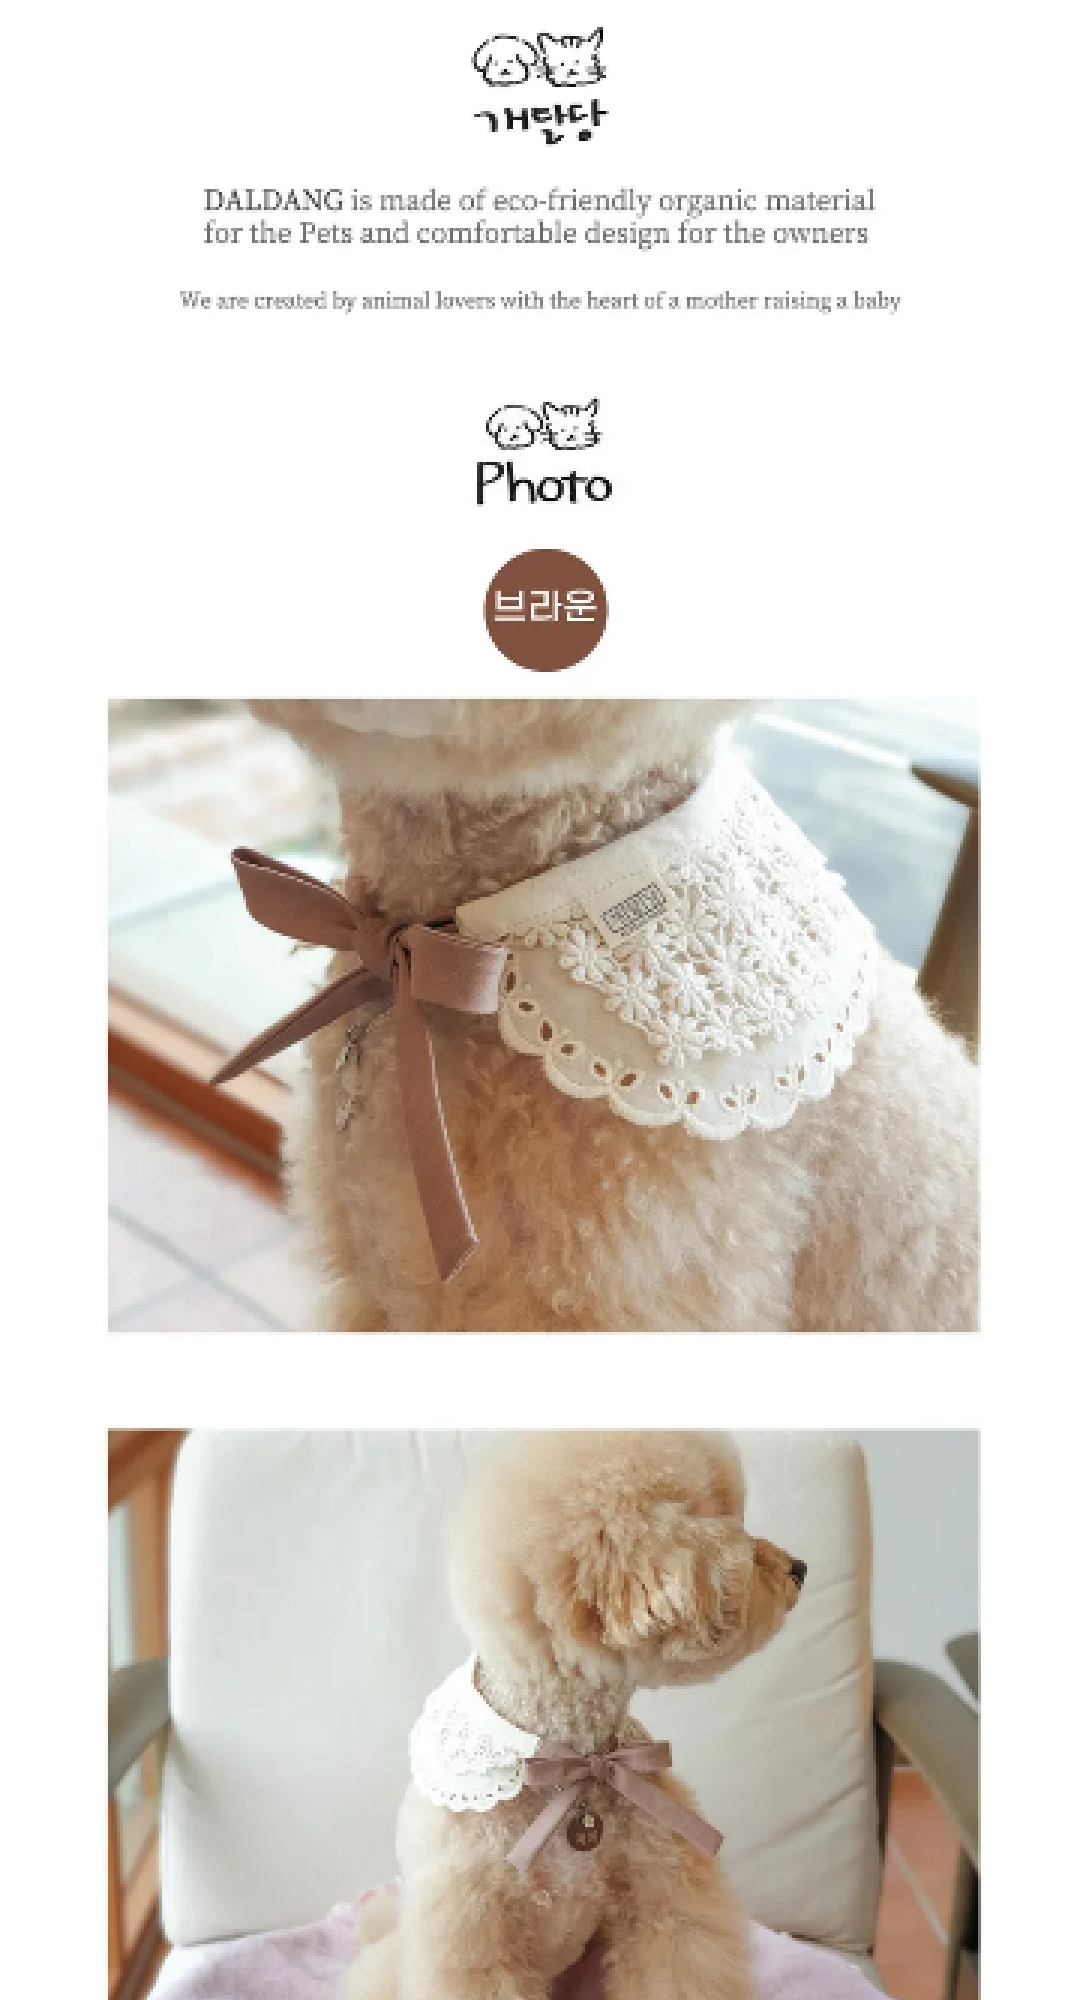 개달당
DALDANG is made of eco-friendly organic material
for the Pets and comfortable design for the owners
We are created by animal lovers with the heart of a mother raising a baby
Photo
브라운